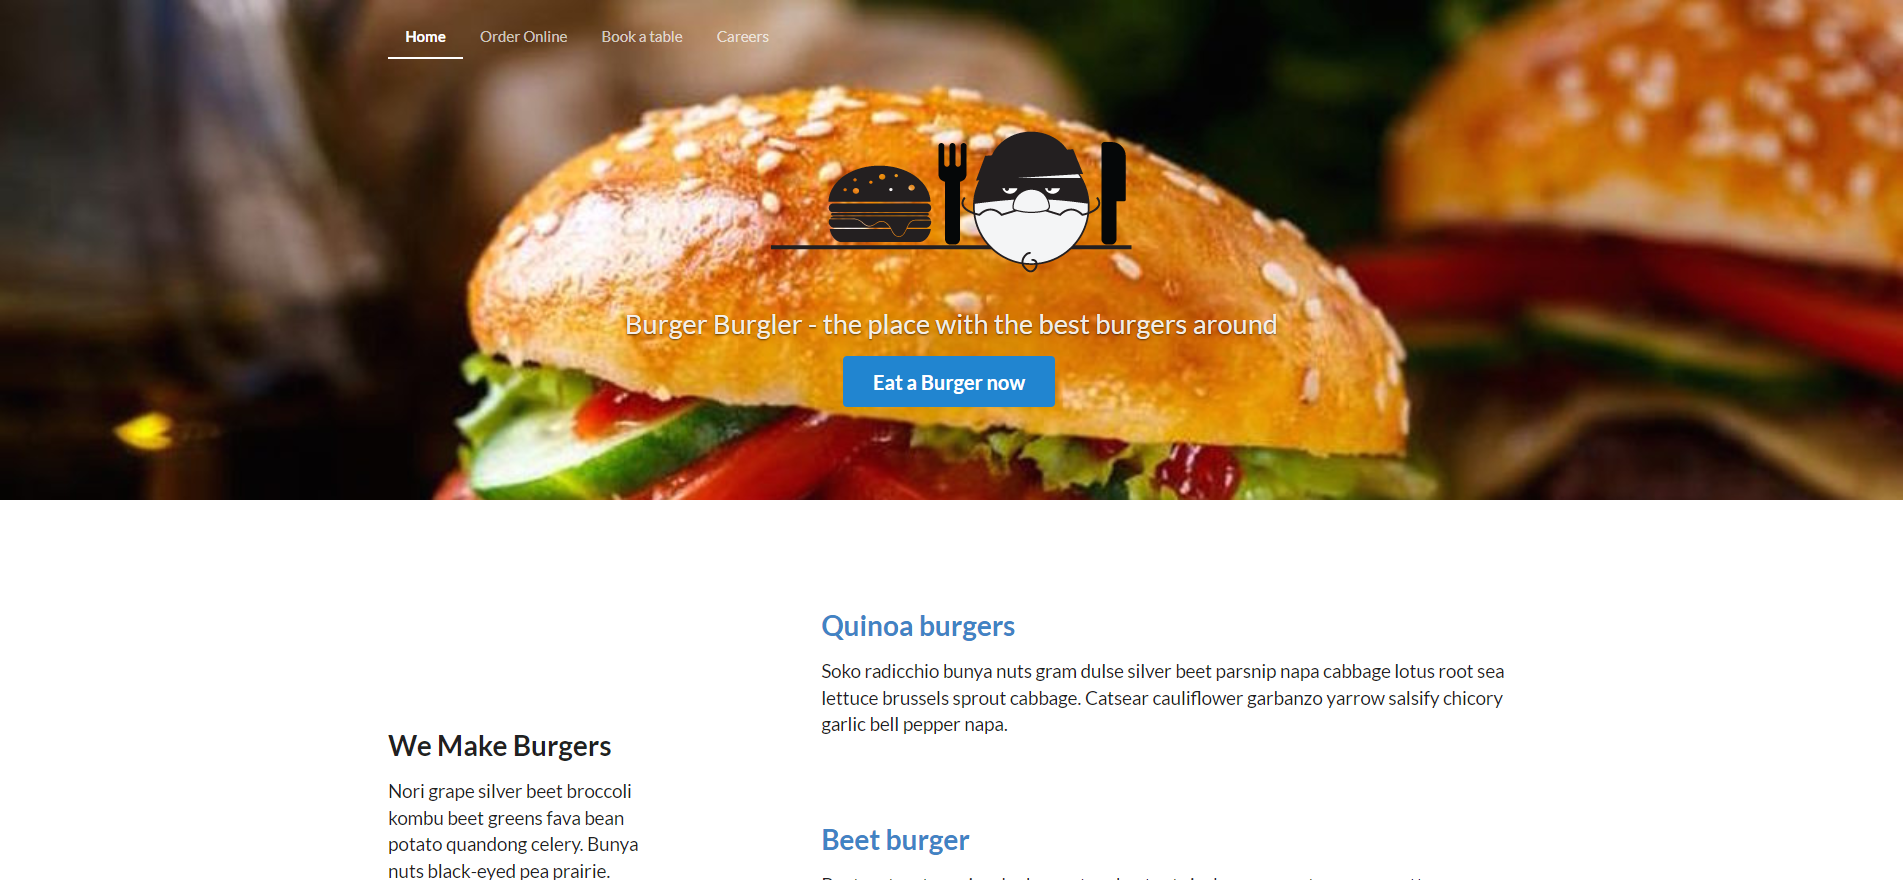 Home
Order Online
Book a table
Careers
Burger Burgler - the place with the best burgers around
Eat a Burger now
We Make Burgers
Nori grape silver beet broccoli
kombu beet greens fava bean
potato quandong celery. Bunya
nuts black-eyed pea prairie.
Quinoa burgers
Soko radicchio bunya nuts gram dulse silver beet parsnip napa cabbage lotus root sea
lettuce brussels sprout cabbage. Catsear cauliflower garbanzo yarrow salsify chicory
garlic bell pepper napa.
Beet burger